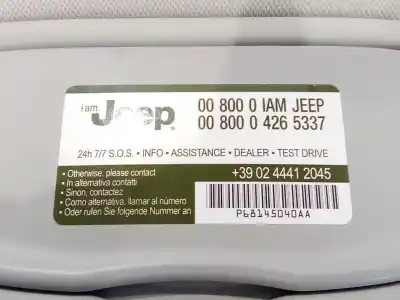 i am Jeep
00 800 0 IAM JEEP
00 800 0 426 5337
24h 7/7 S.O.S. • INFO • ASSISTANCE • DEALER • TEST DRIVE
• Otherwise, please contact
• In alternativa contatti
• Sinon, contactez
• Como alternativa, llamar al número
• Oder rufen Sie folgende Nummer an
+39 02 4441 2045
P68145040AA